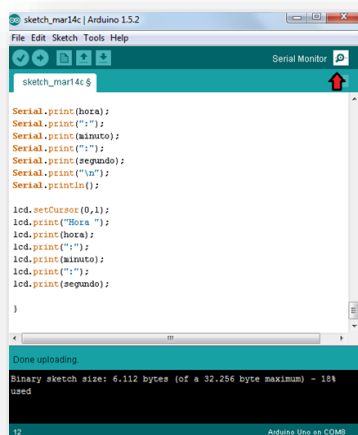 sketch_mar14c | Arduino 1.5.2
File Edit Sketch Tools Help
Serial Monitor
sketch_mar14c §
Serial.print(hora);
Serial.print(":");
Serial.print(minuto);
Serial.print(":");
Serial.print(segundo);
Serial.print("\n");
Serial.println();
lcd.setCursor(0,1);
lcd.print("Hora ");
lcd.print(hora);
lcd.print(":");
lcd.print(minuto);
lcd.print(":");
lcd.print(segundo);
}
Done uploading.
Binary sketch size: 6.112 bytes (of a 32.256 byte maximum) - 18%
used
12
Arduino Uno on COM8